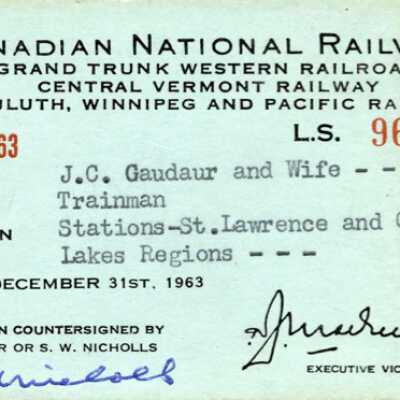 NADIAN NATIONAL RAILW
GRAND TRUNK WESTERN RAILROA
CENTRAL VERMONT RAILWAY
ULUTH, WINNIPEG AND PACIFIC RA
63 L.S. 96
J.C. Gaudaur and Wife - -
Trainman
N Stations-St.Lawrence and G
Lakes Regions - - -
DECEMBER 31ST, 1963
N COUNTERSIGNED BY
R OR S. W. NICHOLLS
EXECUTIVE VIC